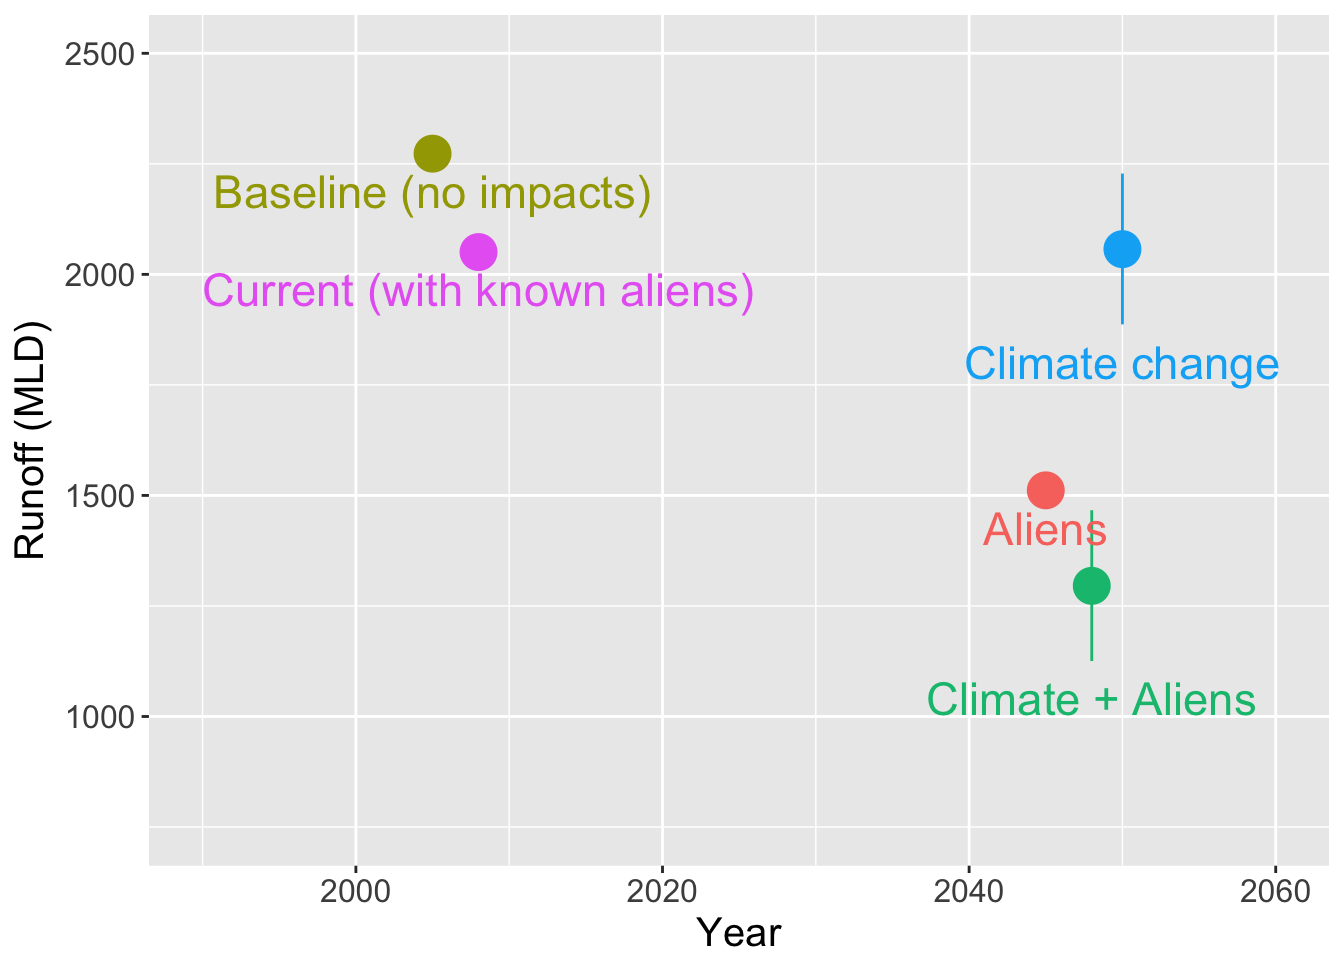 2500
Baseline (no impacts)
2000
Current (with known aliens)
Climate change
1500
Aliens
Climate + Aliens
1000
Runoff (MLD)
2000 2020 2040 2060
Year